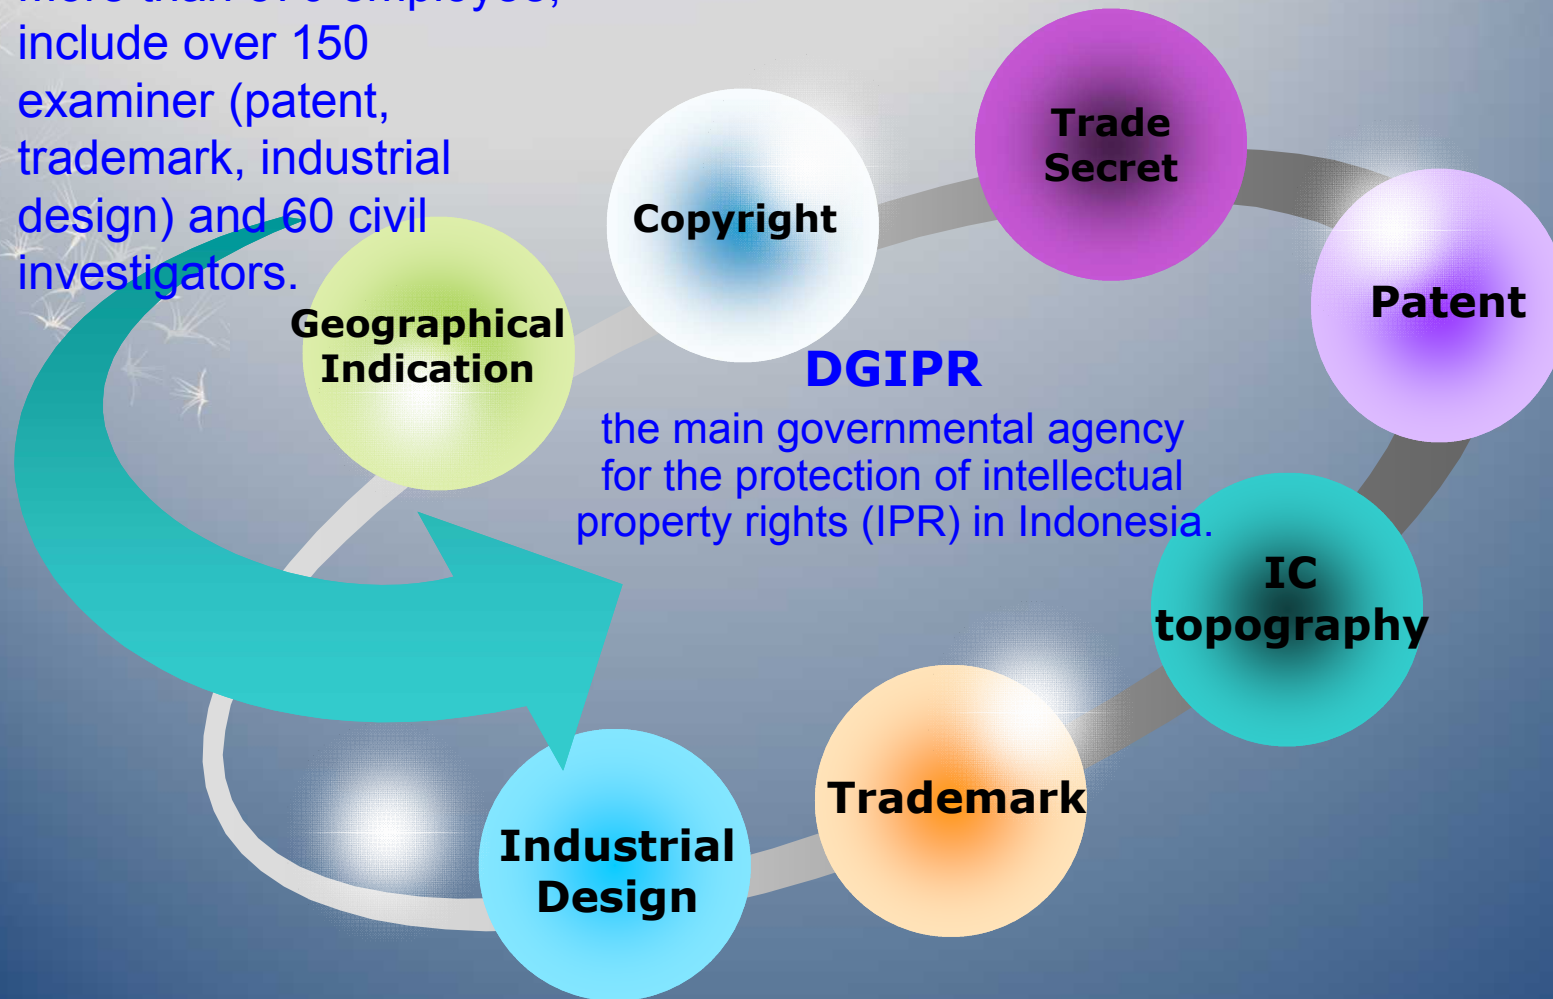 include over 150
examiner (patent,
trademark, industrial
design) and 60 civil
investigators.
Geographical
Indication
Copyright
Trade
Secret
Patent
DGIPR
the main governmental agency
for the protection of intellectual
property rights (IPR) in Indonesia.
IC
topography
Trademark
Industrial
Design